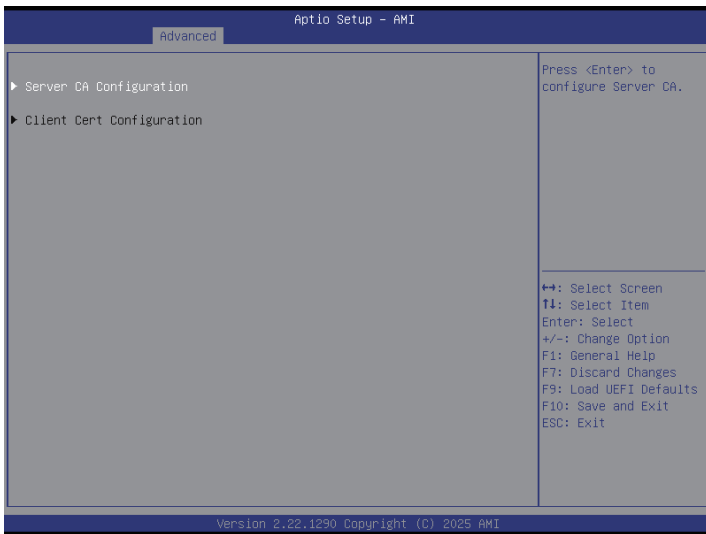 Aptio Setup – AMI
Advanced
Server CA Configuration
Client Cert Configuration
Press <Enter> to
configure Server CA.
↔: Select Screen
↑↓: Select Item
Enter: Select
+/-: Change Option
F1: General Help
F7: Discard Changes
F9: Load UEFI Defaults
F10: Save and Exit
ESC: Exit
Version 2.22.1290 Copyright (C) 2025 AMI